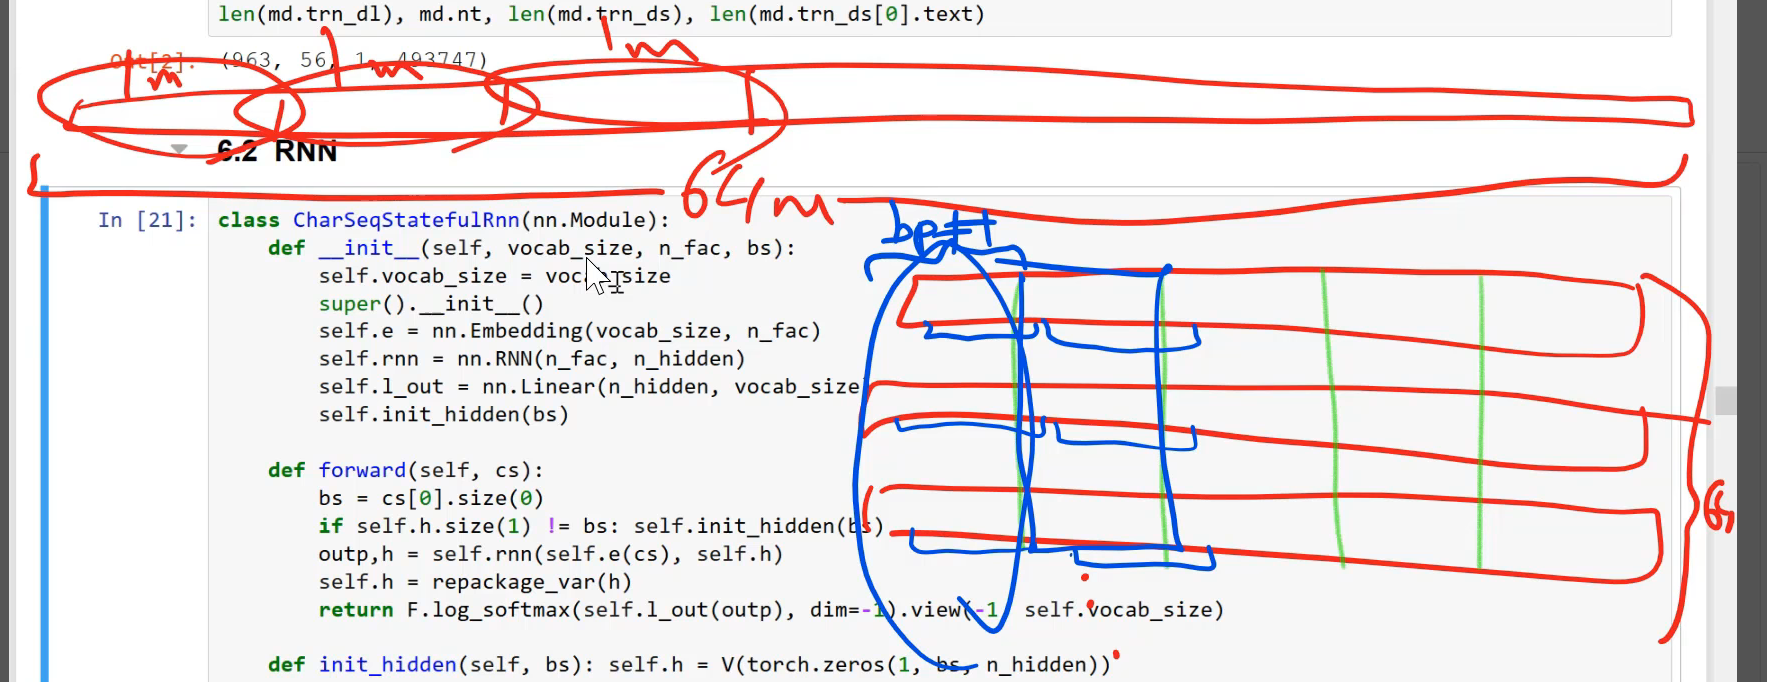 len(md.trn_dl), md.nt, len(md.trn_ds), len(md.trn_ds[0].text)
Out[2]: (963, 56, 1, 493747)
1m 1m 1m
6.2 RNN
64m
In [21]: class CharSeqStatefulRnn(nn.Module):
def __init__(self, vocab_size, n_fac, bs):
bptt
self.vocab_size = vocab_size
super().__init__()
self.e = nn.Embedding(vocab_size, n_fac)
self.rnn = nn.RNN(n_fac, n_hidden)
self.l_out = nn.Linear(n_hidden, vocab_size
self.init_hidden(bs)
def forward(self, cs):
bs = cs[0].size(0)
if self.h.size(1) != bs: self.init_hidden(bs)
outp,h = self.rnn(self.e(cs), self.h)
self.h = repackage_var(h)
return F.log_softmax(self.l_out(outp), dim=-1).view(-1 self.vocab_size)
def init_hidden(self, bs): self.h = V(torch.zeros(1, bs, n_hidden))